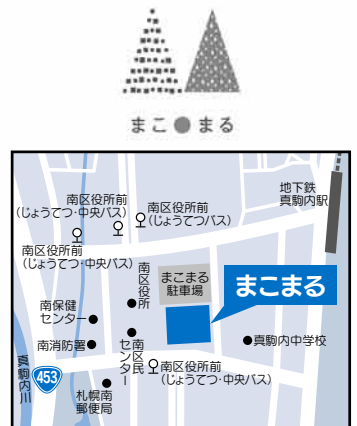 まこ●まる
地下鉄
真駒内駅
南区役所前
(じょうてつ・中央バス)
南区役所前
(じょうてつバス)
南区役所前
(じょうてつ・中央バス)
南区役所
まこまる
駐車場
まこまる
南保健
センター
南消防署
南区民
センター
真駒内中学校
真駒内川
453
南区役所前
(じょうてつ・中央バス)
札幌南
郵便局